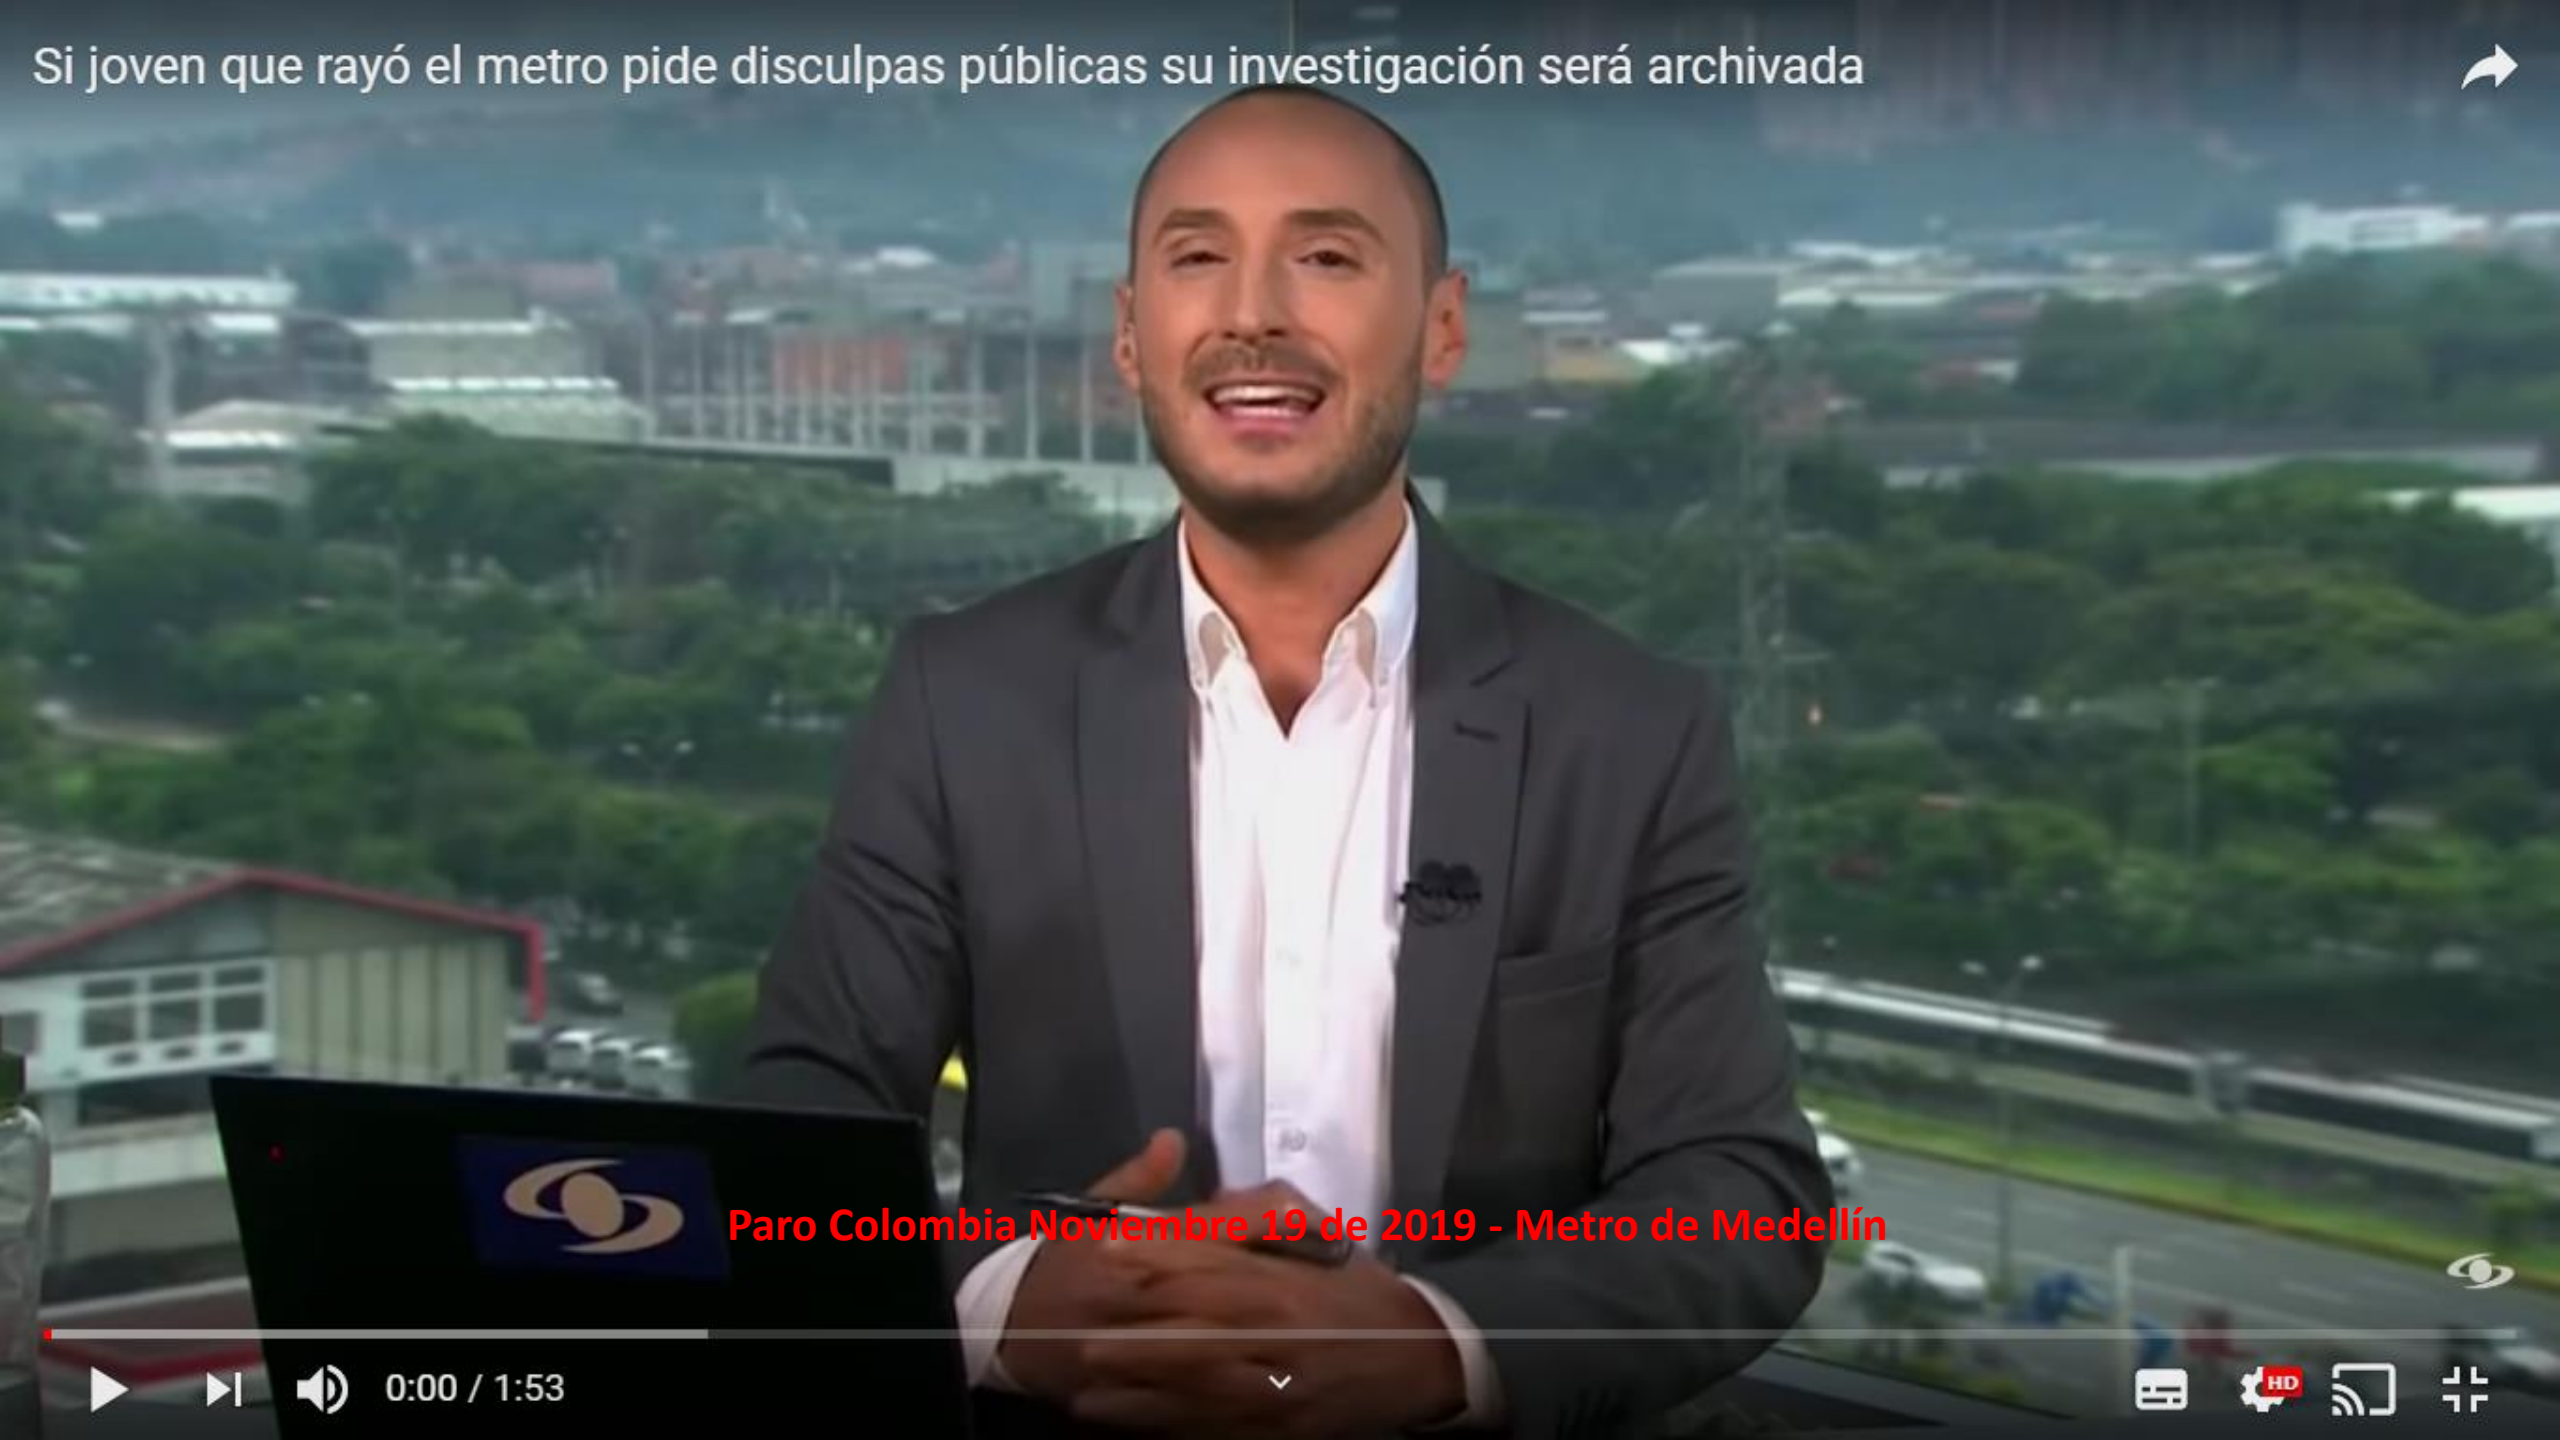 Si joven que rayó el metro pide disculpas públicas su investigación será archivada
Paro Colombia Noviembre 19 de 2019 - Metro de Medellín
0:00 / 1:53
HD